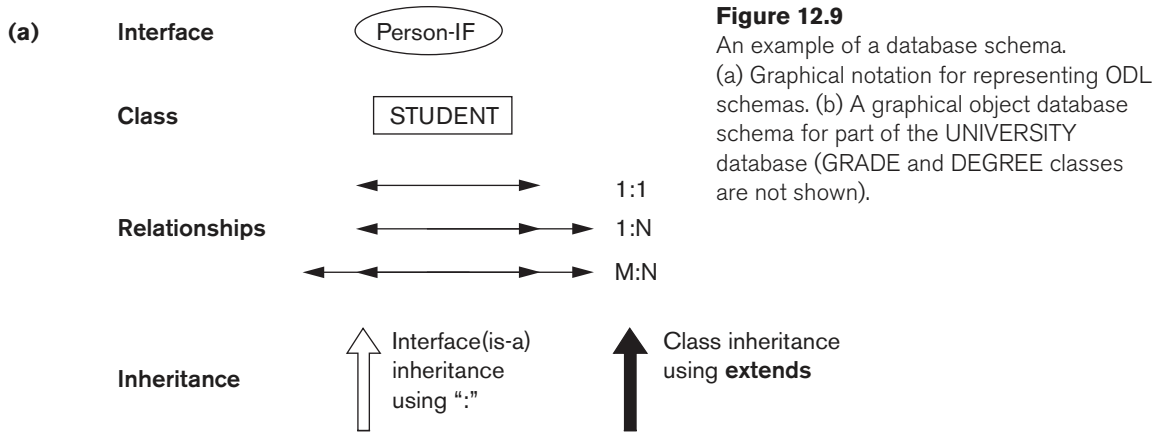 (a)
Interface
Person-IF
Class
STUDENT
Relationships
1:1
1:N
M:N
Inheritance
Interface(is-a)
inheritance
using “:”
Class inheritance
using extends
Figure 12.9
An example of a database schema.
(a) Graphical notation for representing ODL
schemas. (b) A graphical object database
schema for part of the UNIVERSITY
database (GRADE and DEGREE classes
are not shown).